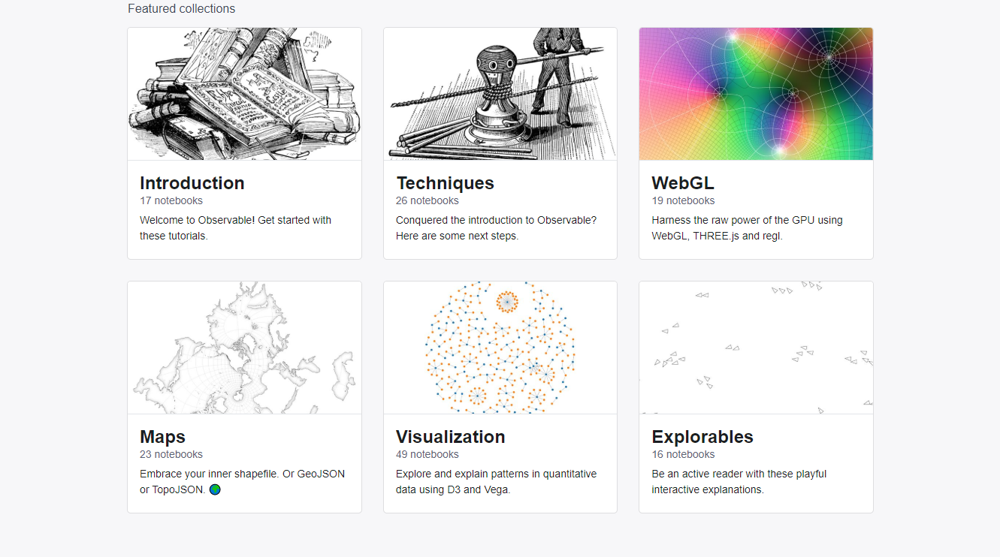 Featured collections
Introduction
17 notebooks
Welcome to Observable! Get started with
these tutorials.
Techniques
26 notebooks
Conquered the introduction to Observable?
Here are some next steps.
WebGL
19 notebooks
Harness the raw power of the GPU using
WebGL, THREE.js and regl.
Maps
23 notebooks
Embrace your inner shapefile. Or GeoJSON
or TopoJSON. 🌍
Visualization
49 notebooks
Explore and explain patterns in quantitative
data using D3 and Vega.
Explorables
16 notebooks
Be an active reader with these playful
interactive explanations.